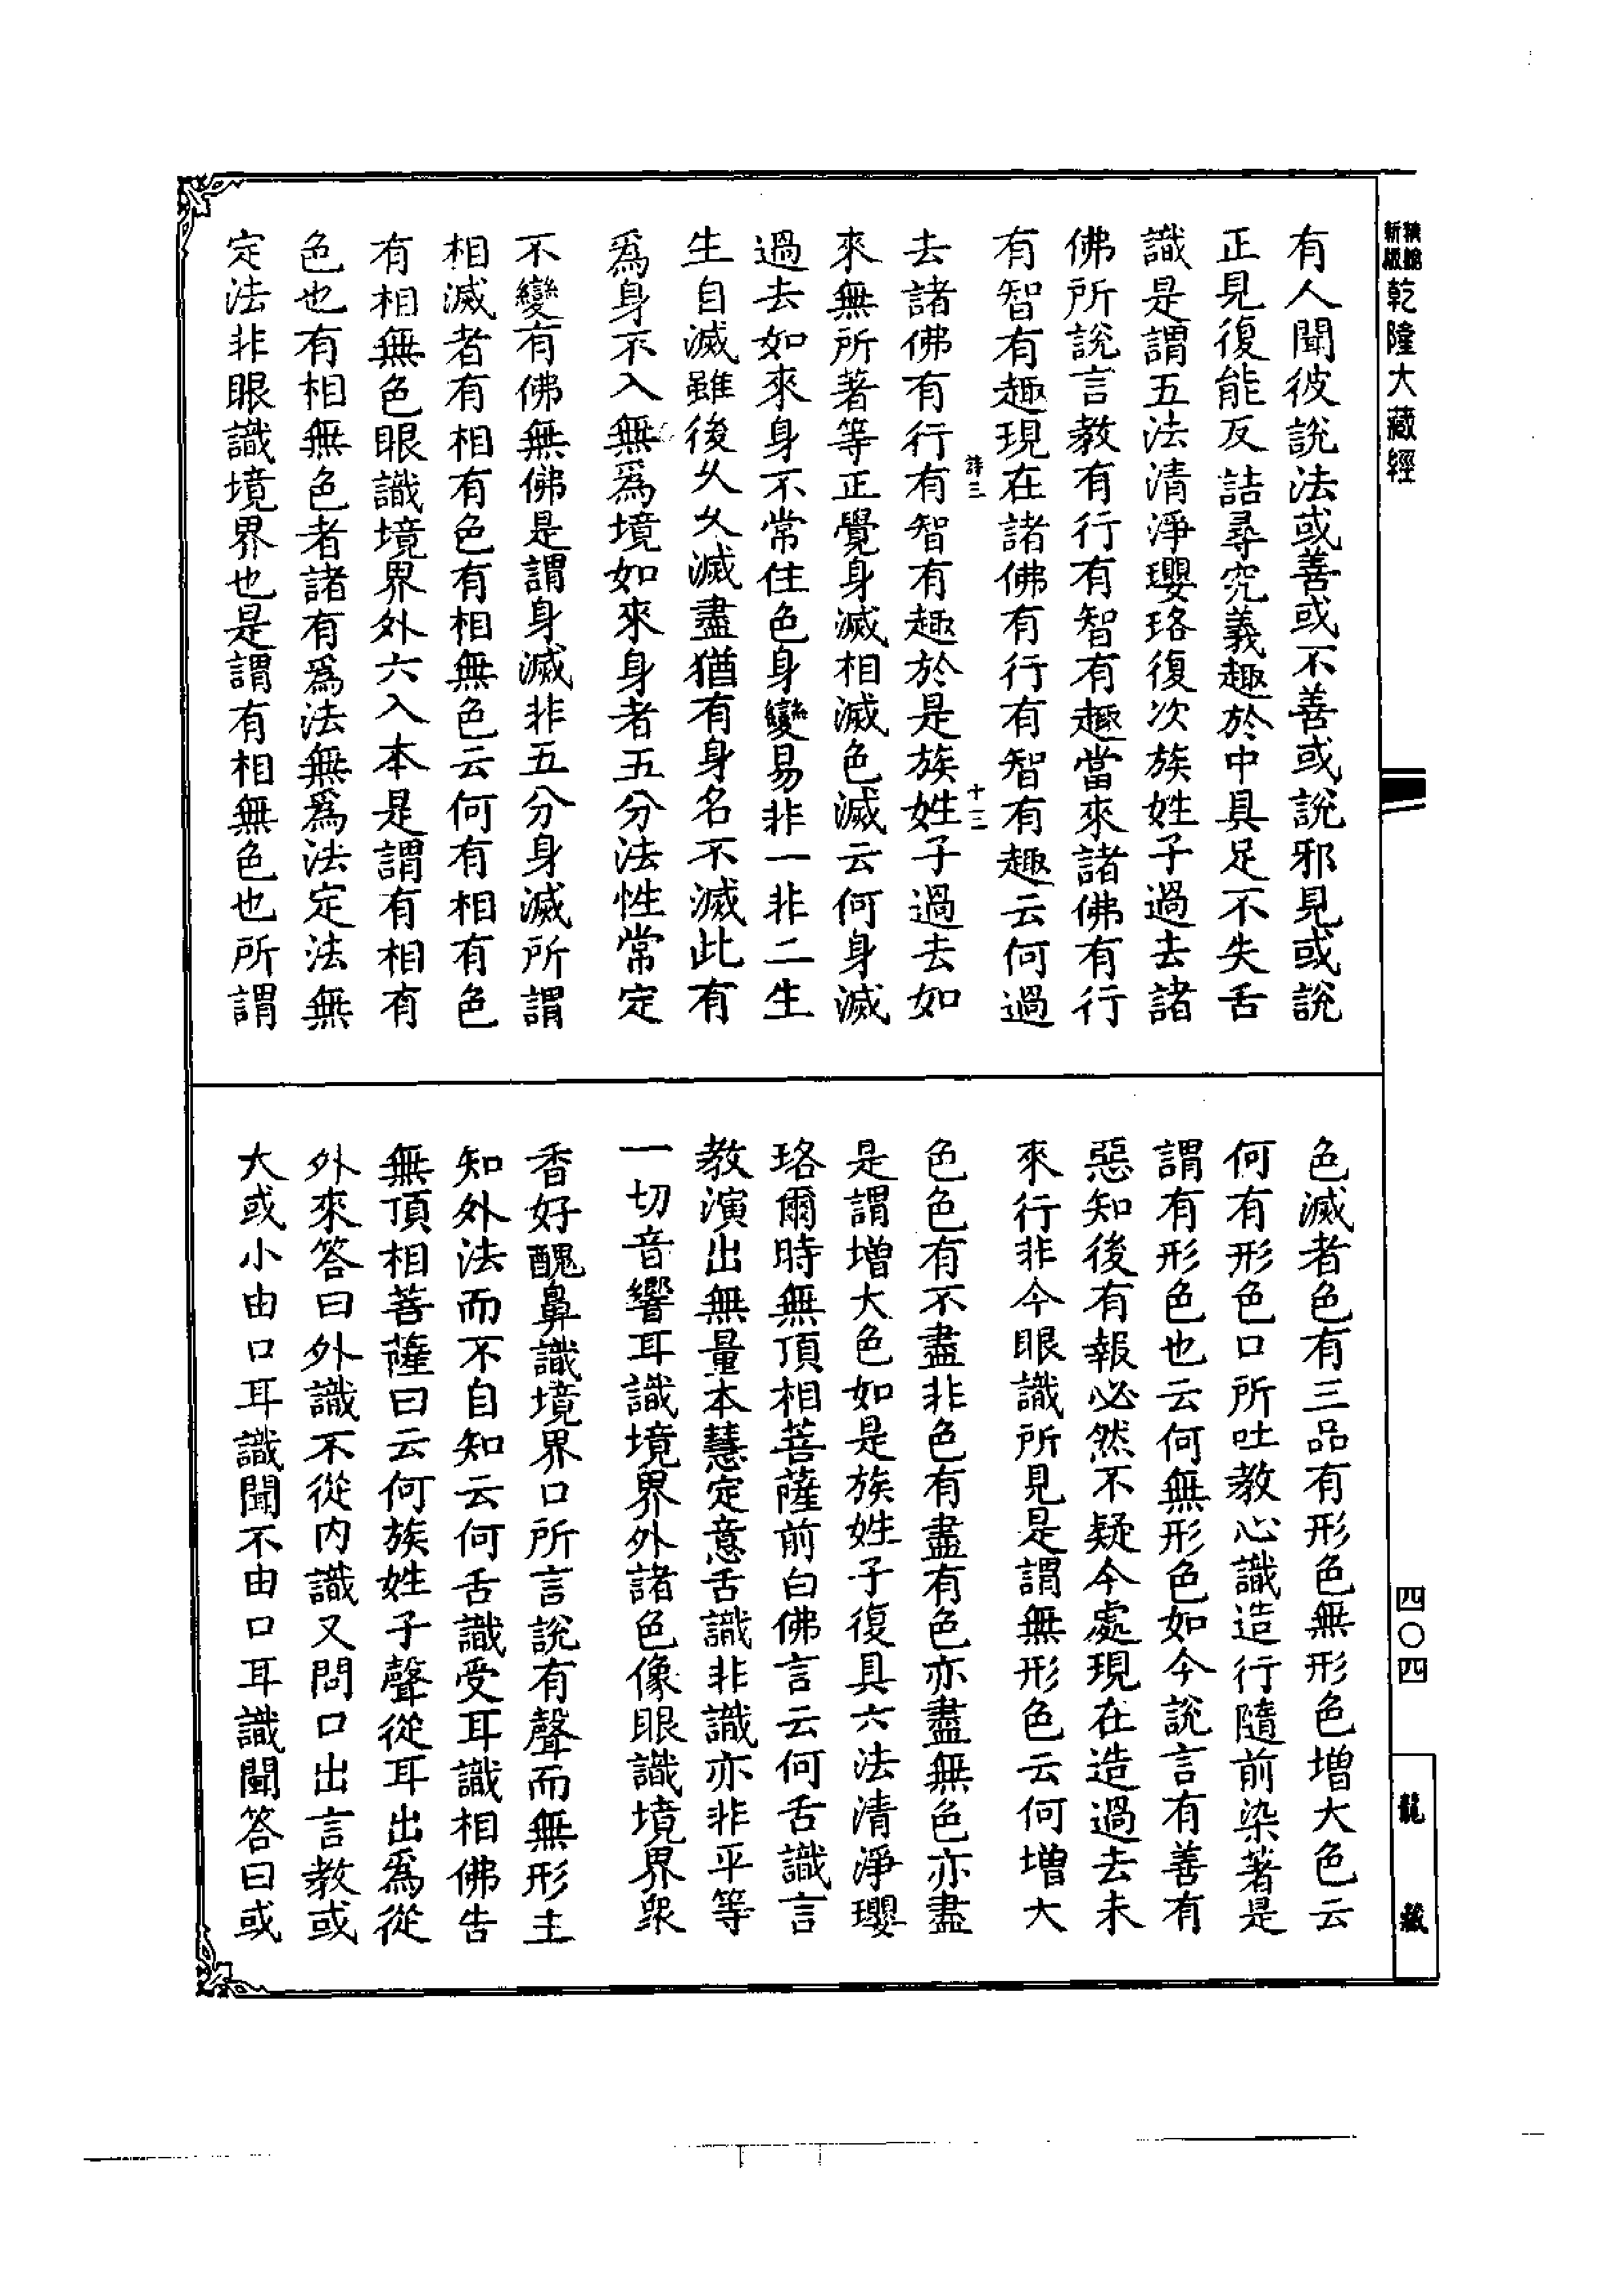 精繪
新級
乾隆大藏經
有人聞彼說法或善或不善或說邪見或說
正見復能反詰尋究義趣於中具足不失舌
識是謂五法清淨瓔珞復次族姓子過去諸
佛所說言教有行有智有趣當來諸佛有行
有智有趣現在諸佛有行有智有趣云何過
詩三
十二
去諸佛有行有智有趣於是族姓子過去如
來無所著等正覺身滅相滅色滅云何身滅
過去如來身不常住色身變易非一非二生
生自滅雖後久久滅盡猶有身名不滅此有
爲身不入無爲境如來身者五分法性常定
不變有佛無佛是謂身滅非五分身滅所謂
相滅者有相有色有相無色云何有相有色
有相無色眼識境界外六入本是謂有相有
色也有相無色者諸有爲法無爲法定法無
定法非眼識境界也是謂有相無色也所謂
色滅者色有三品有形色無形色增大色云
何有形色口所吐教心識造行隨前染著是
謂有形色也云何無形色如今說言有善有
惡知後有報必然不疑今處現在造過去未
來行非今眼識所見是謂無形色云何增大
色色有不盡非色有盡有色亦盡無色亦盡
是謂增大色如是族姓子復具六法清淨瓔
珞爾時無頂相菩薩前白佛言云何舌識言
教演出無量本慧定意舌識非識亦非平等
一切音響耳識境界外諸色像眼識境界衆
香好醜鼻識境界口所言說有聲而無形主
知外法而不自知云何舌識受耳識相佛告
無頂相菩薩曰云何族姓子聲從耳出爲從
外來答曰外識不從内識又問口出言教或
大或小由口耳識聞不由口耳識聞答曰或
四〇四
龍藏